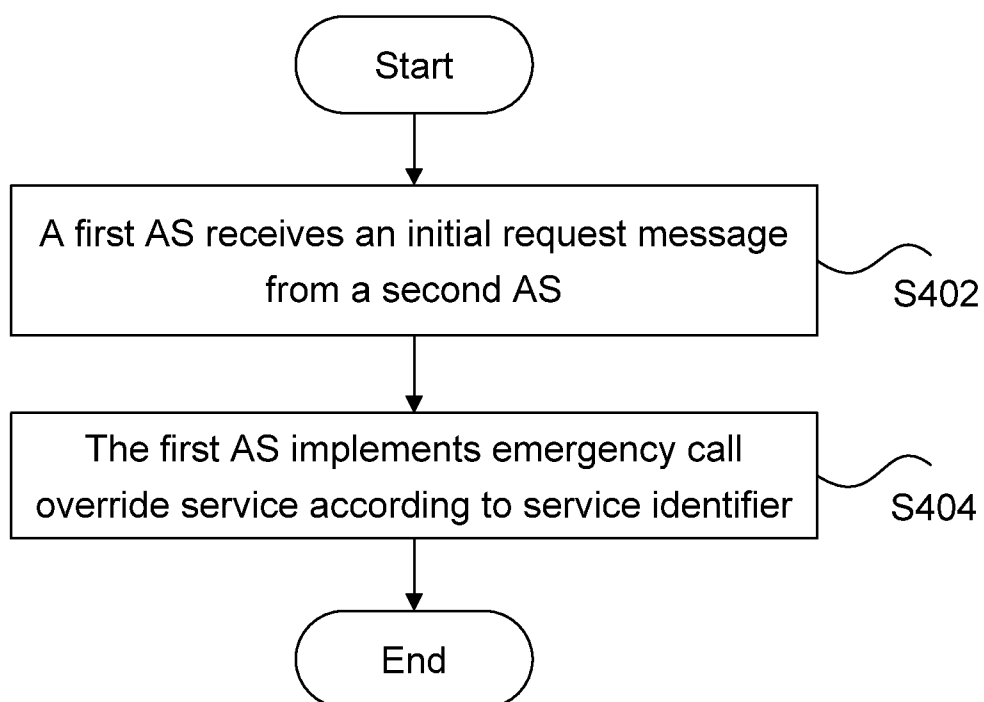 Start
A first AS receives an initial request message
from a second AS
S402
The first AS implements emergency call
override service according to service identifier
S404
End